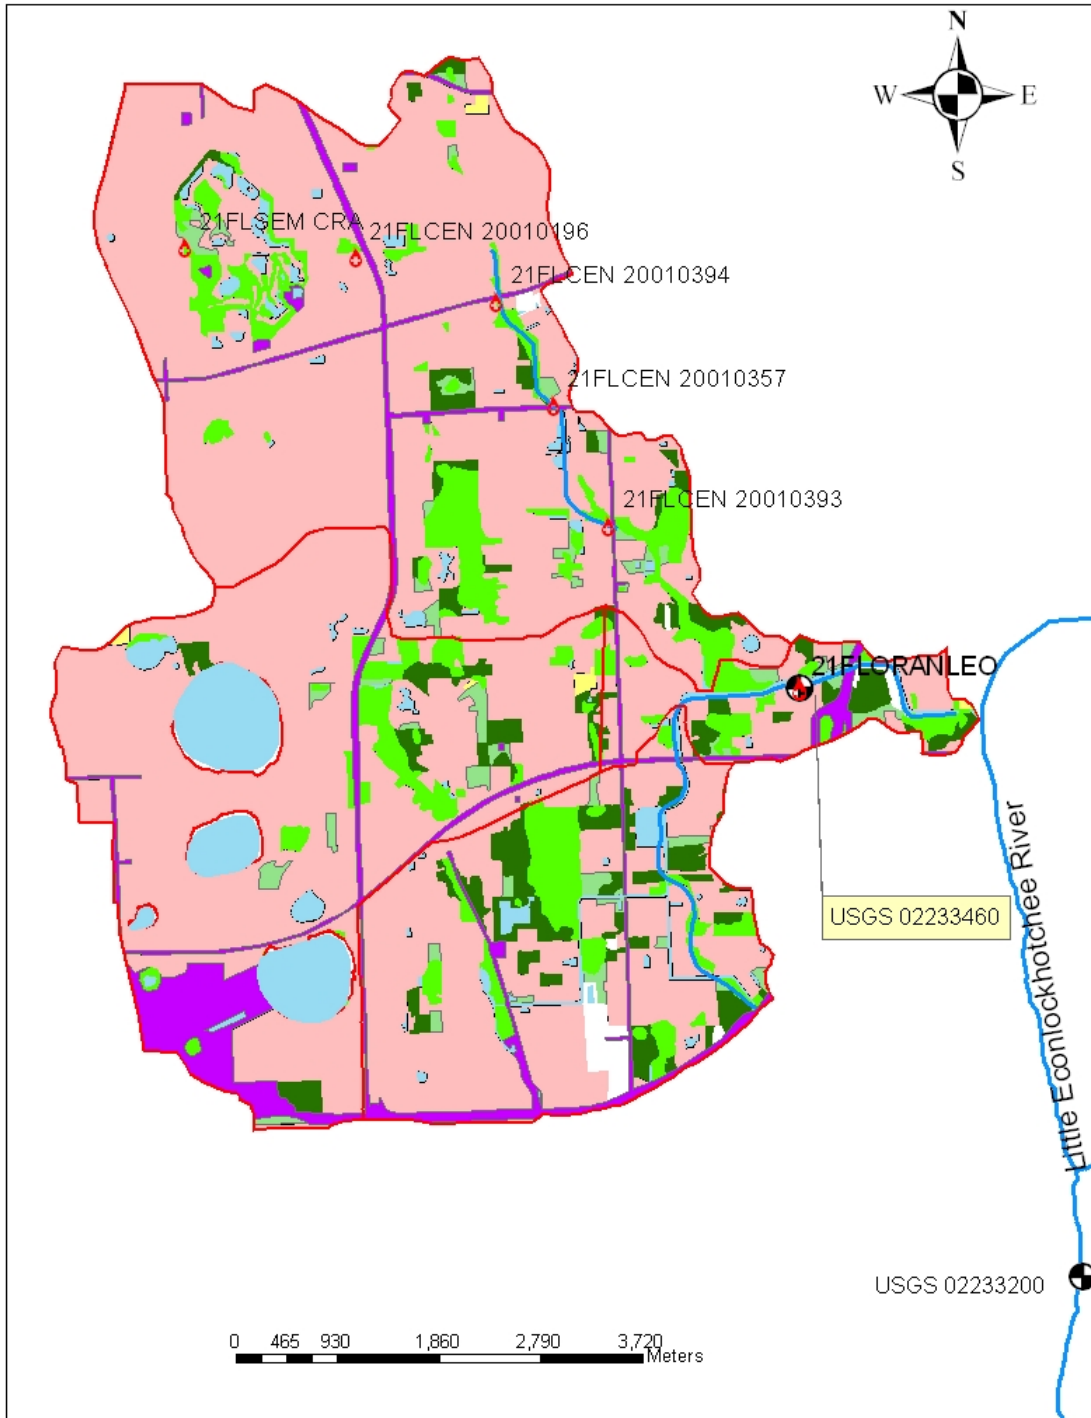 N
W E
S
21FLSEM CRA
21FLCEN 20010196
21FLCEN 20010394
21FLCEN 20010357
21FLCEN 20010393
21FLORANLEO
USGS 02233460
Little Econlockhotchee River
USGS 02233200
0 465 930 1,860 2,790 3,720
Meters